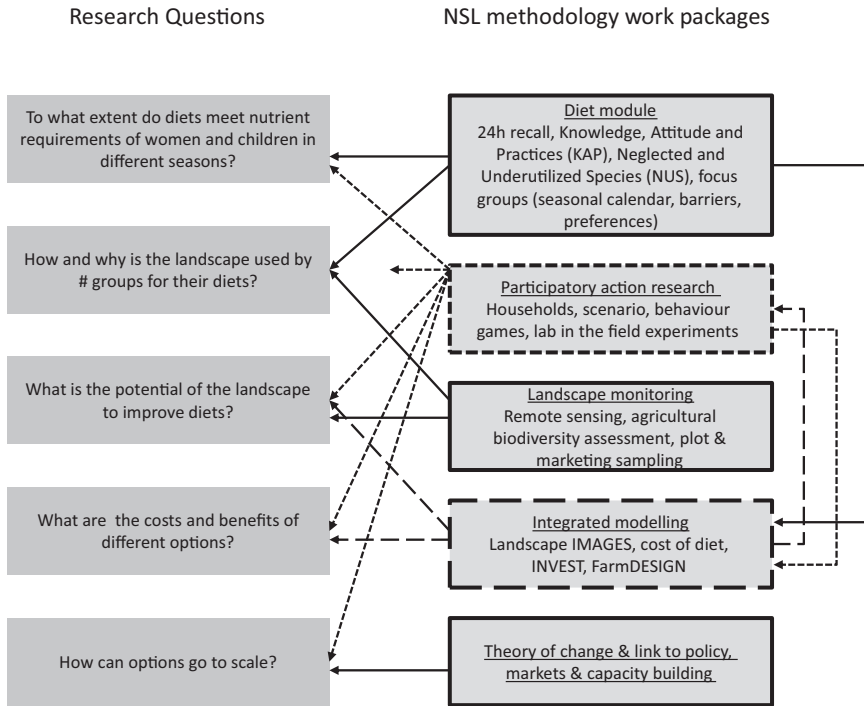 Research Questions
NSL methodology work packages
To what extent do diets meet nutrient
requirements of women and children in
different seasons?
How and why is the landscape used by
# groups for their diets?
What is the potential of the landscape
to improve diets?
What are the costs and benefits of
different options?
How can options go to scale?
Diet module
24h recall, Knowledge, Attitude and
Practices (KAP), Neglected and
Underutilized Species (NUS), focus
groups (seasonal calendar, barriers,
preferences)
Participatory action research
Households, scenario, behaviour
games, lab in the field experiments
Landscape monitoring
Remote sensing, agricultural
biodiversity assessment, plot &
marketing sampling
Integrated modelling
Landscape IMAGES, cost of diet,
INVEST, FarmDESIGN
Theory of change & link to policy,
markets & capacity building